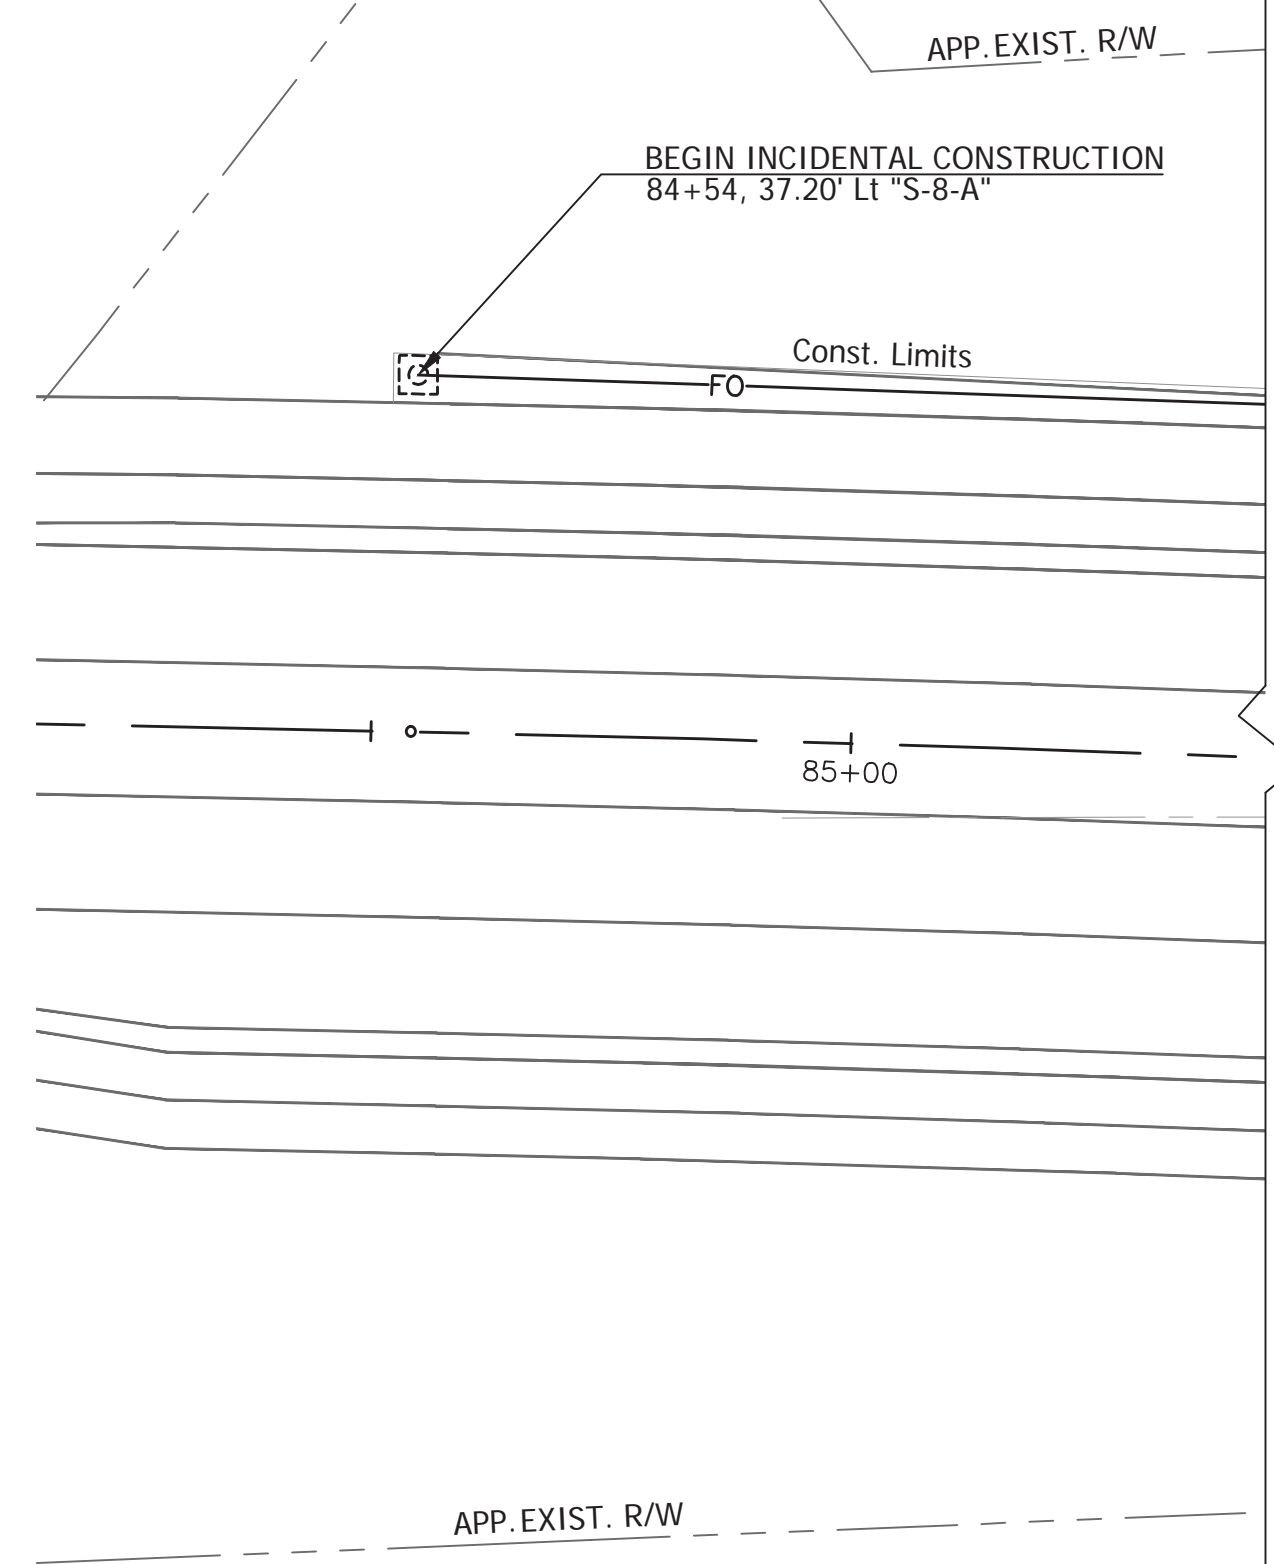 APP. EXIST. R/W
BEGIN INCIDENTAL CONSTRUCTION
84+54, 37.20' Lt "S-8-A"
Const. Limits
FO
85+00
APP. EXIST. R/W